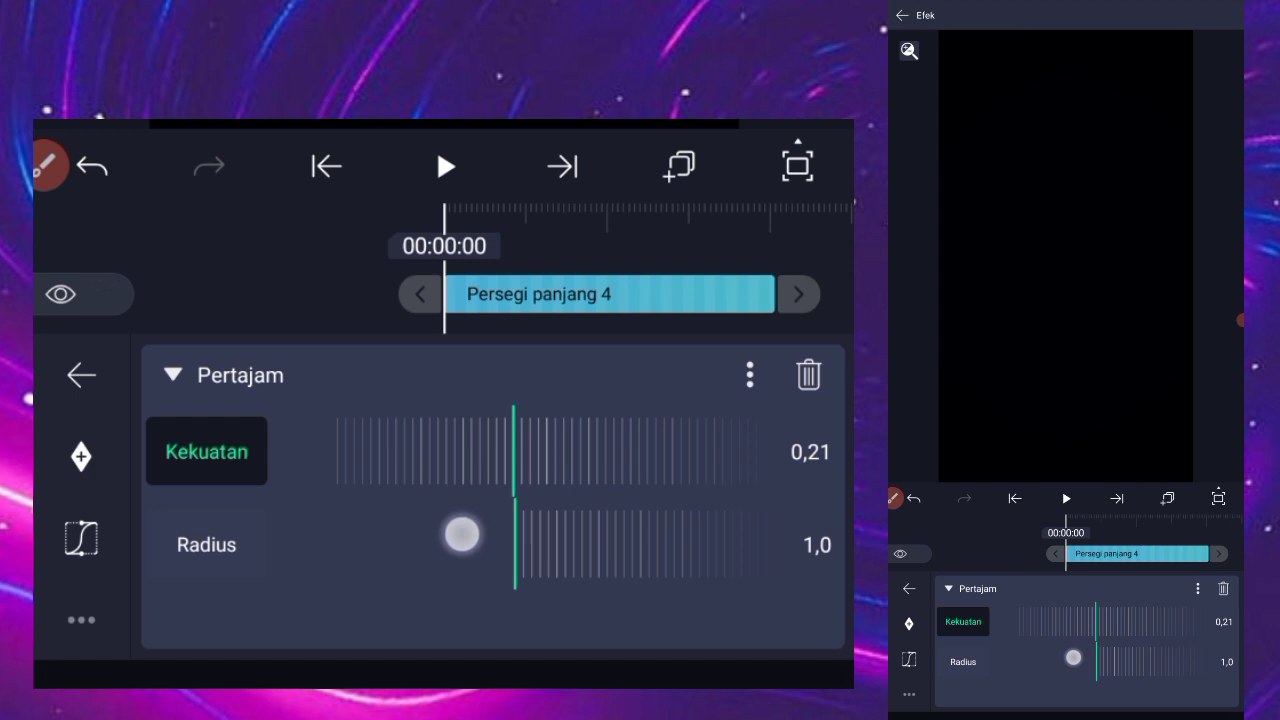 Efek
00:00:00
Persegi panjang 4
Pertajam
Kekuatan
0,21
Radius
1,0
00:00:00
Persegi panjang 4
Pertajam
Kekuatan
0,21
Radius
1,0